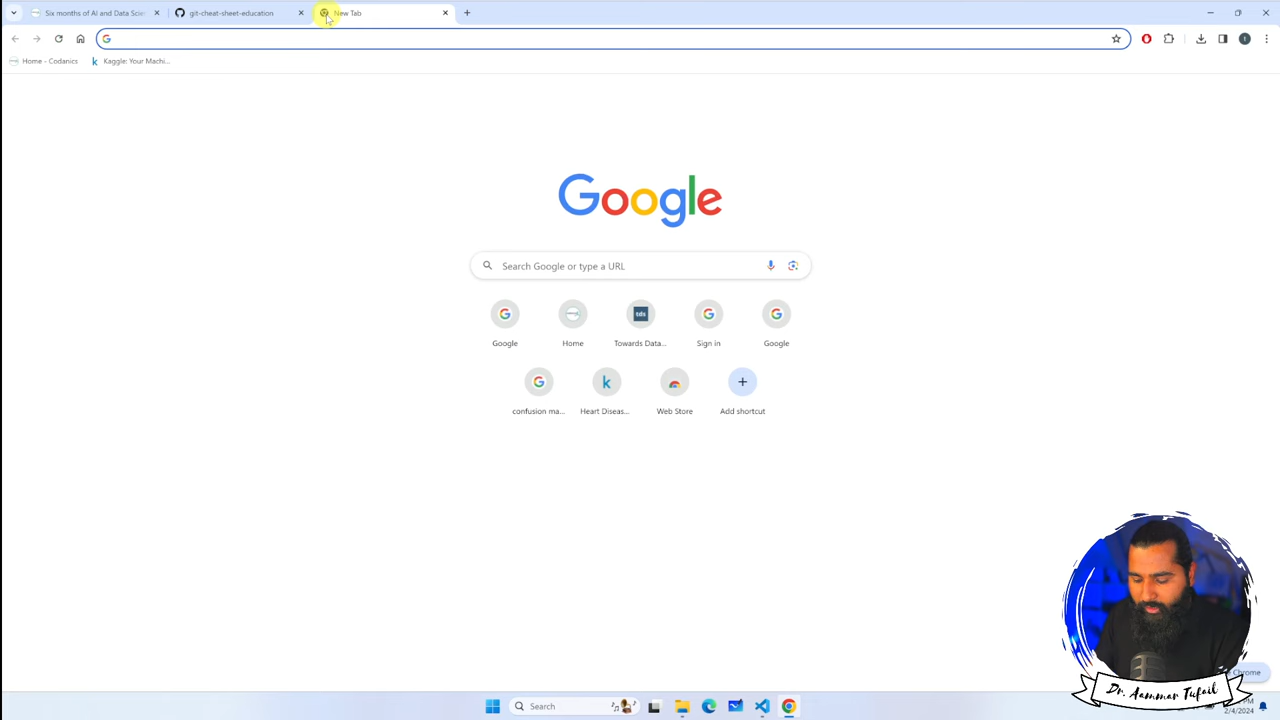 Six months of AI and Data Scien
git-cheat-sheet-education
New Tab
Home - Codanics
Kaggle: Your Machi...
Google
Search Google or type a URL
Google
Home
Towards Data...
Sign in
Google
confusion ma...
Heart Diseas...
Web Store
Add shortcut
Chrome
Dr. Aammar Tufail
Search
2/4/2024